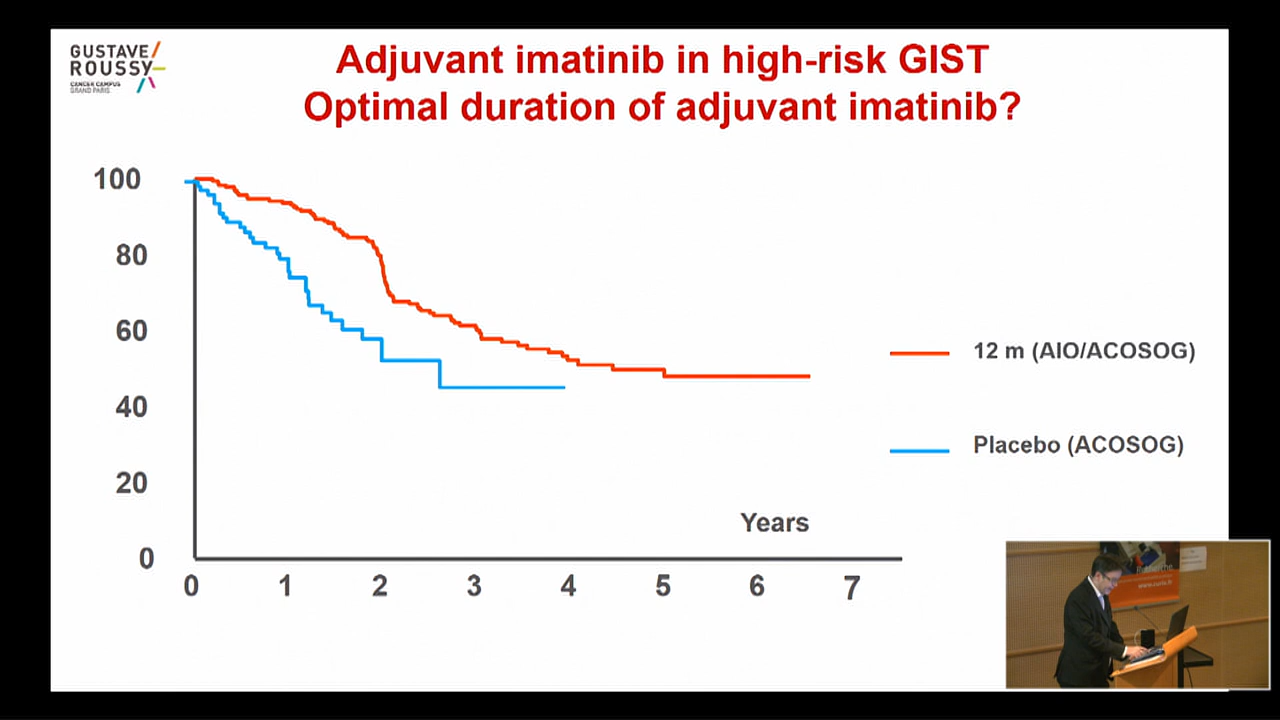 GUSTAVE/
ROUSSY
CANCER CAMPUS
GRAND PARIS
Adjuvant imatinib in high-risk GIST
Optimal duration of adjuvant imatinib?
100
80
60
40
20
0
12 m (AIO/ACOSOG)
Placebo (ACOSOG)
Years
0 1 2 3 4 5 6 7
Recherche